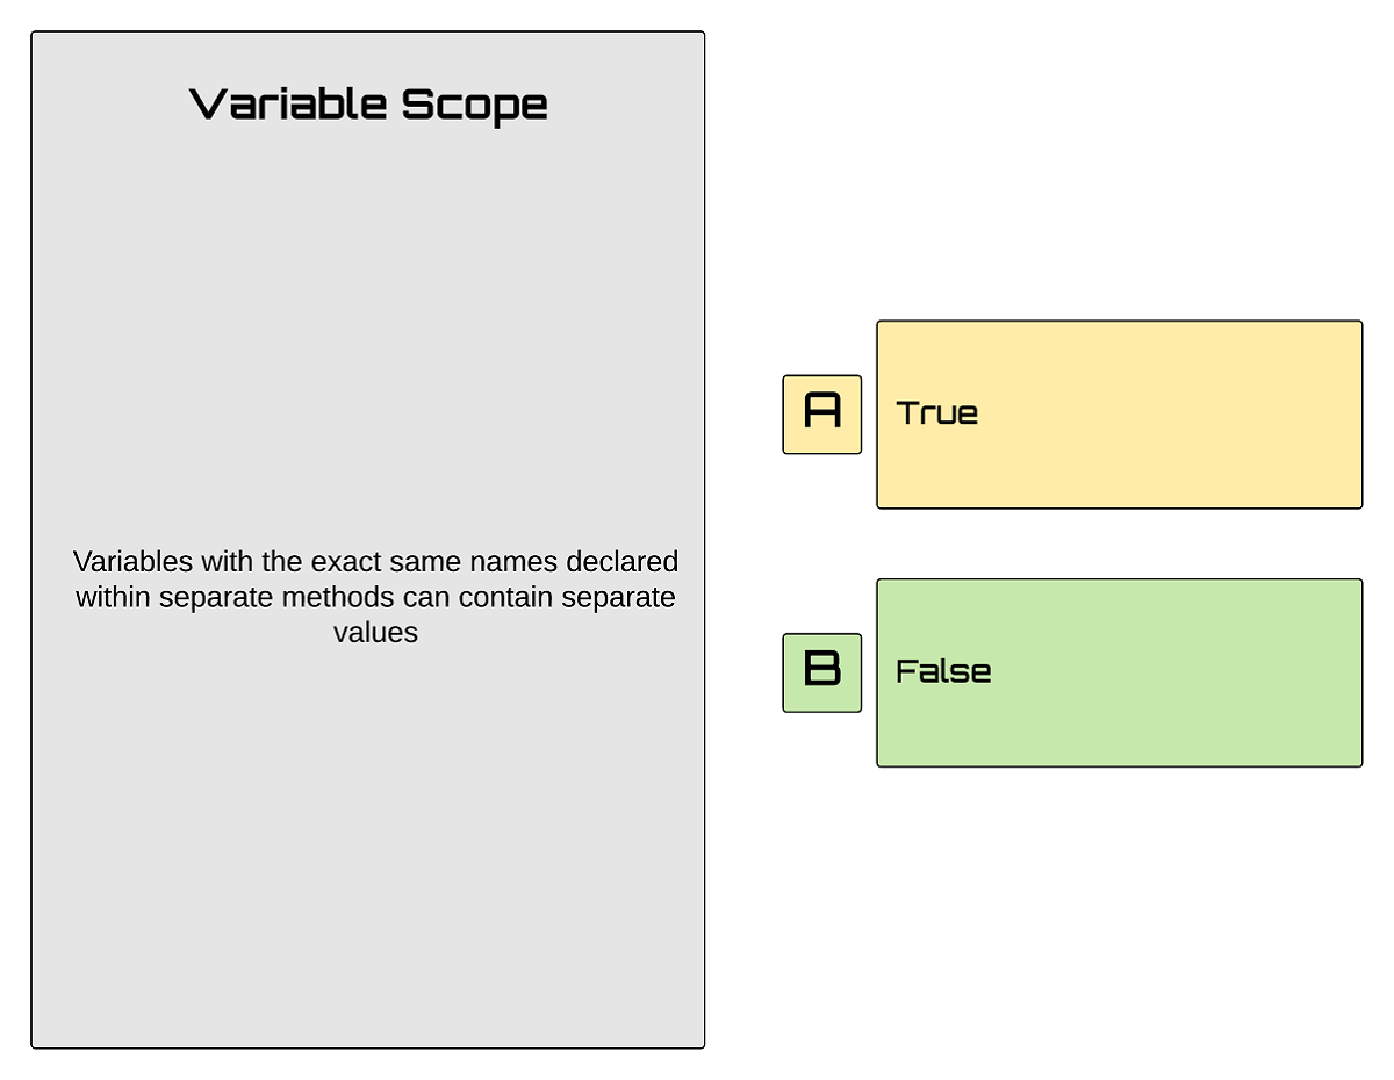 Variable Scope
Variables with the exact same names declared
within separate methods can contain separate
values
A
True
B
False